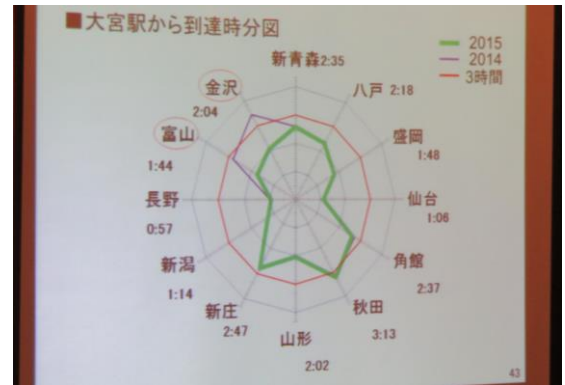 ■大宮駅から到達時分図
2015
2014
3時間
新青森2:35
八戸 2:18
盛岡
1:48
仙台
1:06
角館
2:37
秋田
3:13
山形
2:02
新庄
2:47
新潟
1:14
長野
0:57
富山
1:44
金沢
2:04
43